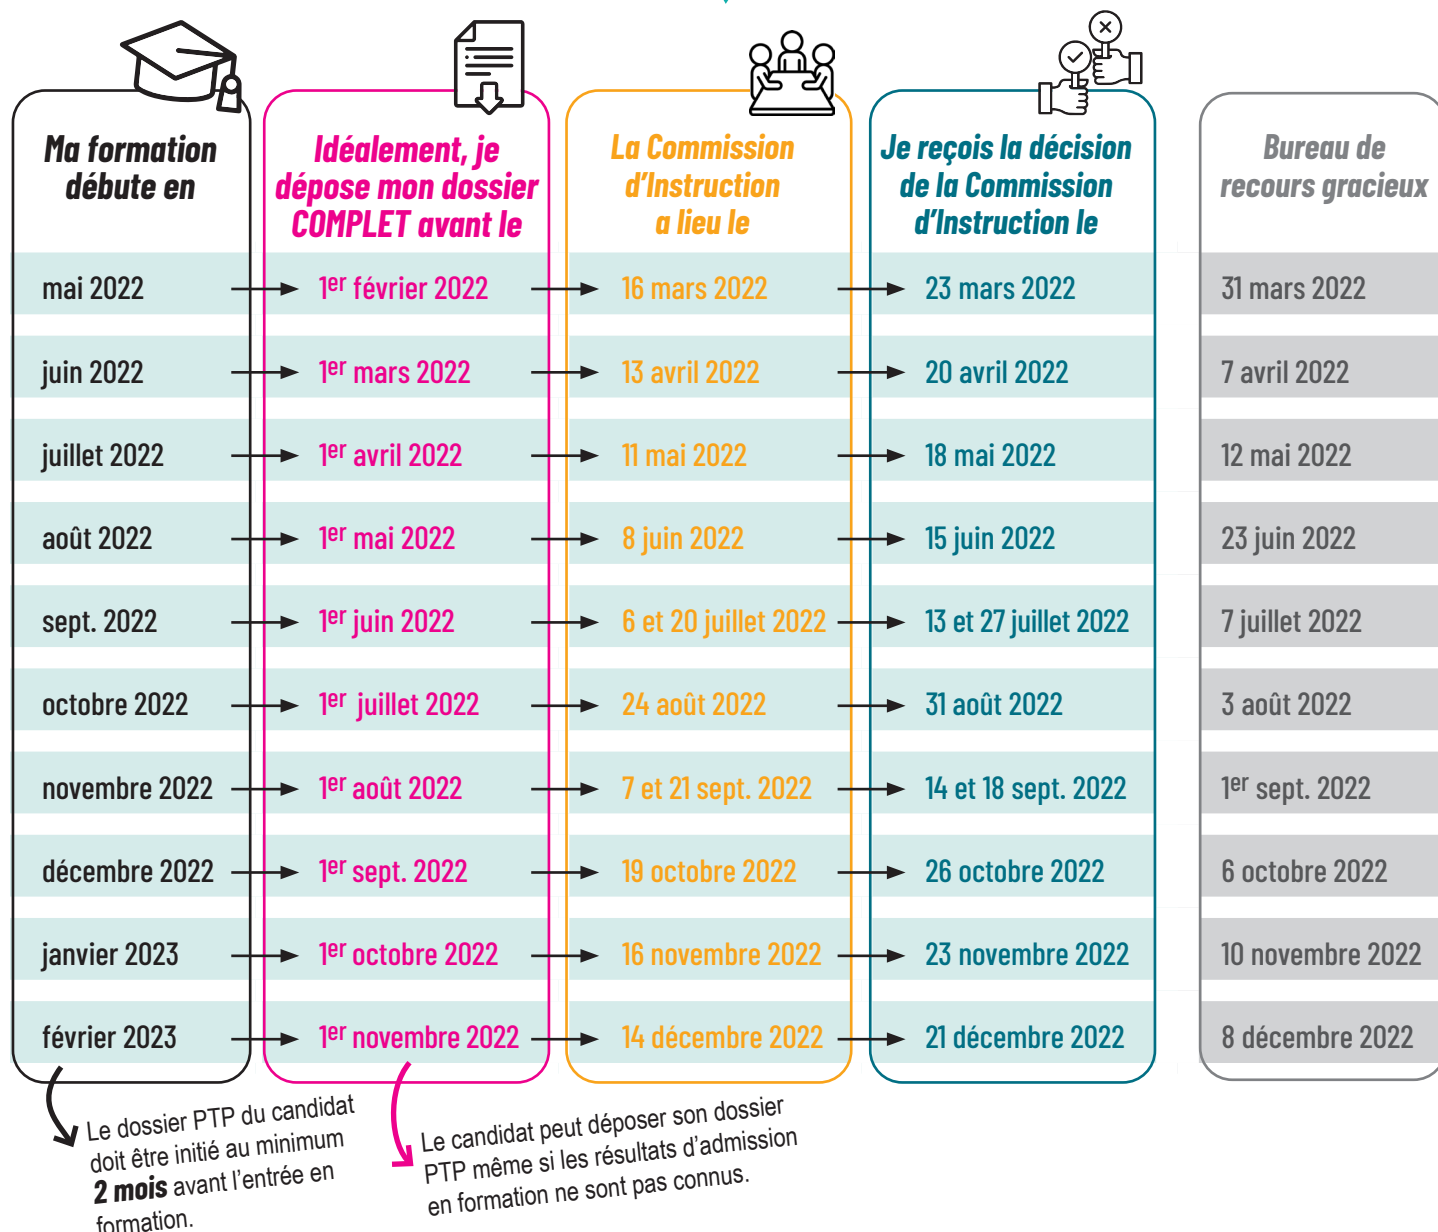 Ma formation
débute en
Idéalement, je
dépose mon dossier
COMPLET avant le
La Commission
d'Instruction
a lieu le
Je reçois la décision
de la Commission
d'Instruction le
Bureau de
recours gracieux
mai 2022 1er février 2022 16 mars 2022 23 mars 2022 31 mars 2022
juin 2022 1er mars 2022 13 avril 2022 20 avril 2022 7 avril 2022
juillet 2022 1er avril 2022 11 mai 2022 18 mai 2022 12 mai 2022
août 2022 1er mai 2022 8 juin 2022 15 juin 2022 23 juin 2022
sept. 2022 1er juin 2022 6 et 20 juillet 2022 13 et 27 juillet 2022 7 juillet 2022
octobre 2022 1er juillet 2022 24 août 2022 31 août 2022 3 août 2022
novembre 2022 1er août 2022 7 et 21 sept. 2022 14 et 18 sept. 2022 1er sept. 2022
décembre 2022 1er sept. 2022 19 octobre 2022 26 octobre 2022 6 octobre 2022
janvier 2023 1er octobre 2022 16 novembre 2022 23 novembre 2022 10 novembre 2022
février 2023 1er novembre 2022 14 décembre 2022 21 décembre 2022 8 décembre 2022
Le dossier PTP du candidat
doit être initié au minimum
2 mois avant l'entrée en
formation.
Le candidat peut déposer son dossier
PTP même si les résultats d'admission
en formation ne sont pas connus.